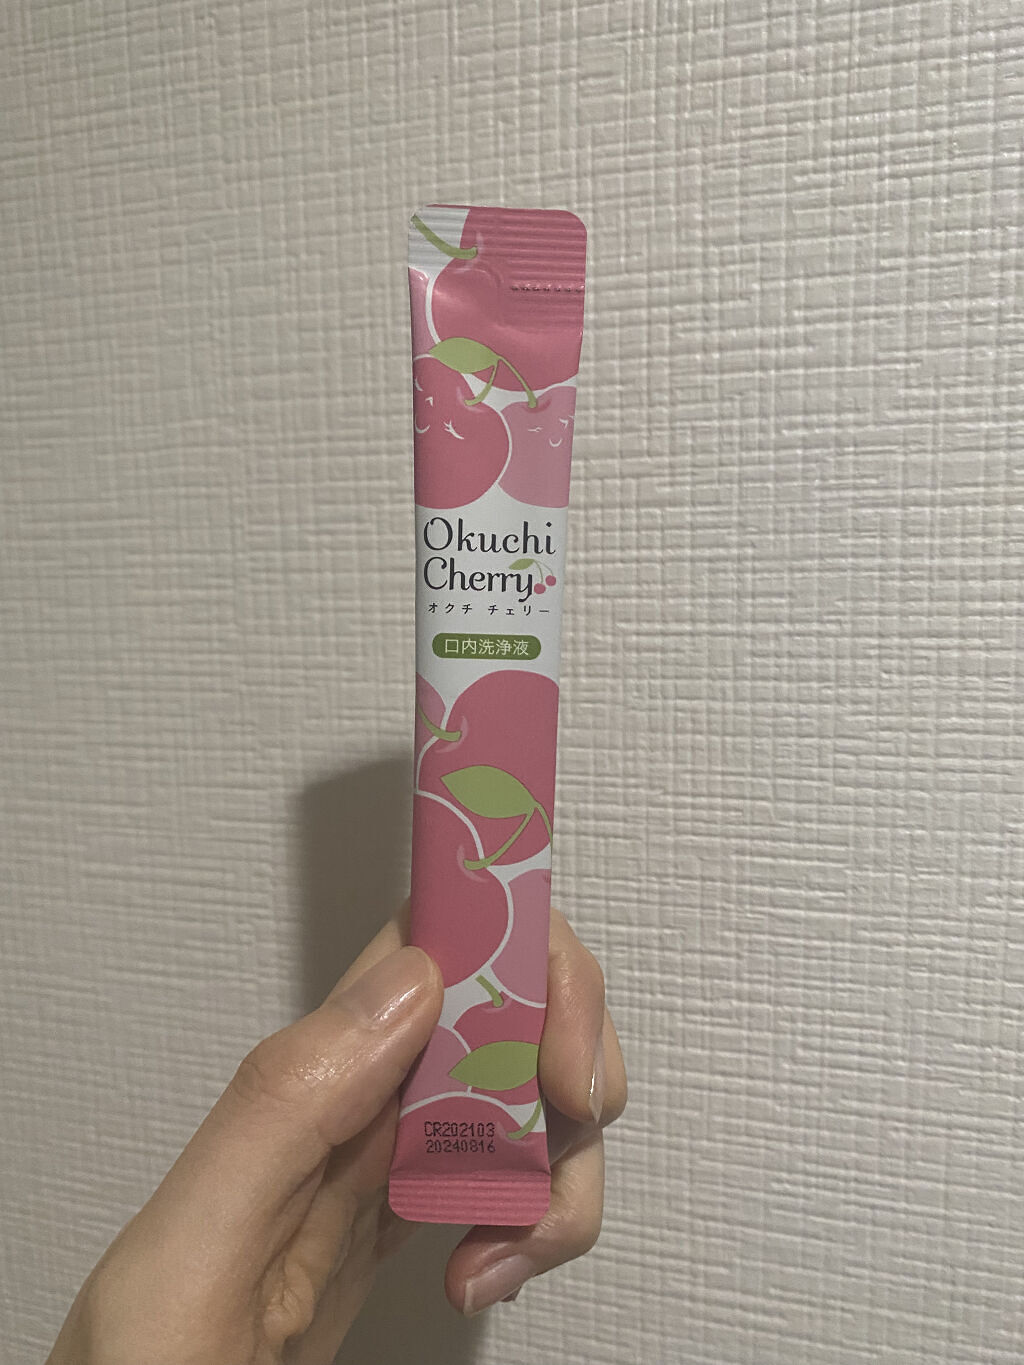 Okuchi
Cherry
オクチ チェリー
口内洗浄液
CR202103
20240816